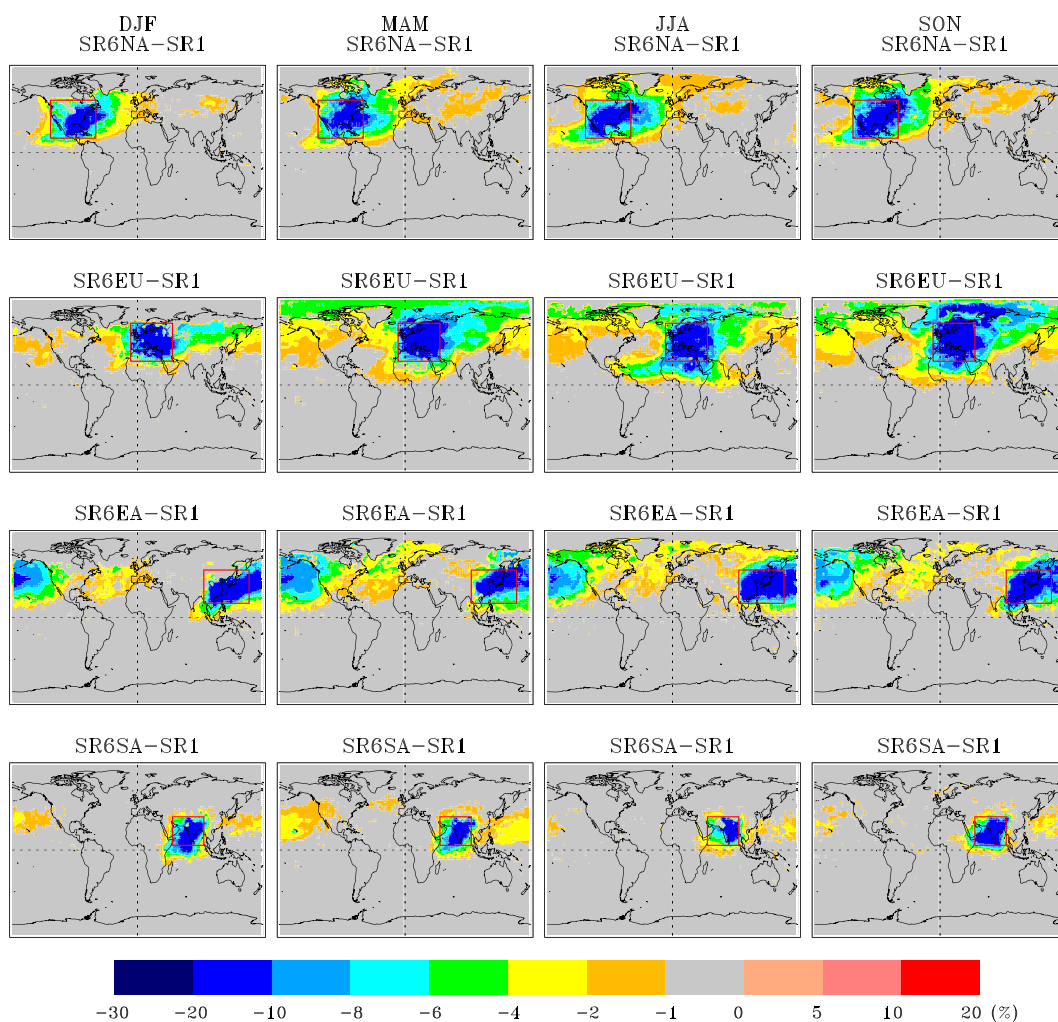 DJF MAM JJA SON
SR6NA-SR1 SR6NA-SR1 SR6NA-SR1 SR6NA-SR1
SR6EU-SR1 SR6EU-SR1 SR6EU-SR1 SR6EU-SR1
SR6EA-SR1 SR6EA-SR1 SR6EA-SR1 SR6EA-SR1
SR6SA-SR1 SR6SA-SR1 SR6SA-SR1 SR6SA-SR1
-30 -20 -10 -8 -6 -4 -2 -1 0 5 10 20 (%)